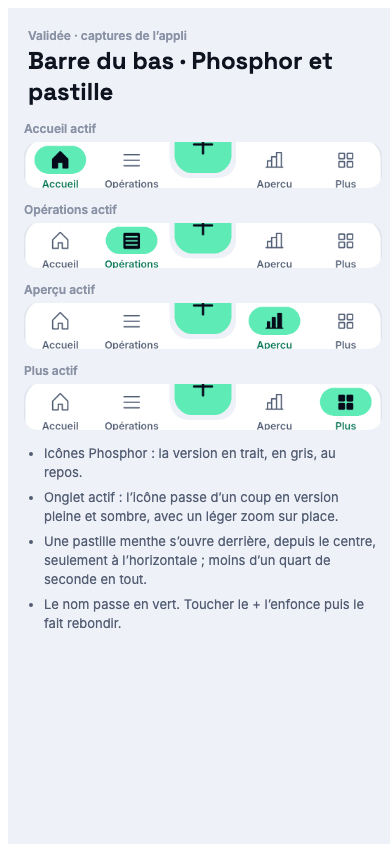 Validée · captures de l’appli
Barre du bas · Phosphor et
pastille
Accueil actif
Accueil Opérations Aperçu Plus
Opérations actif
Accueil Opérations Aperçu Plus
Aperçu actif
Accueil Opérations Aperçu Plus
Plus actif
Accueil Opérations Aperçu Plus
• Icônes Phosphor : la version en trait, en gris, au
repos.
• Onglet actif : l’icône passe d’un coup en version
pleine et sombre, avec un léger zoom sur place.
• Une pastille menthe s’ouvre derrière, depuis le centre,
seulement à l’horizontale ; moins d’un quart de
seconde en tout.
• Le nom passe en vert. Toucher le + l’enfonce puis le
fait rebondir.